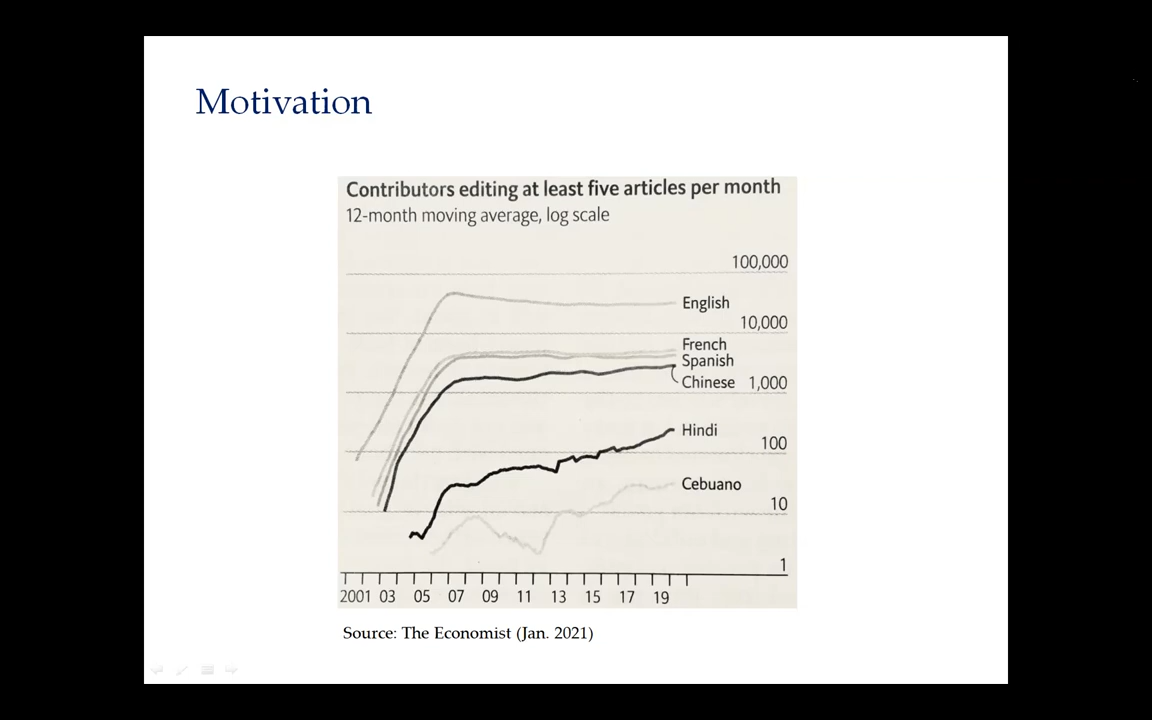 Motivation
Contributors editing at least five articles per month
12-month moving average, log scale
100,000
English
10,000
French
Spanish
Chinese 1,000
Hindi
100
Cebuano
10
1
2001 03 05 07 09 11 13 15 17 19
Source: The Economist (Jan. 2021)